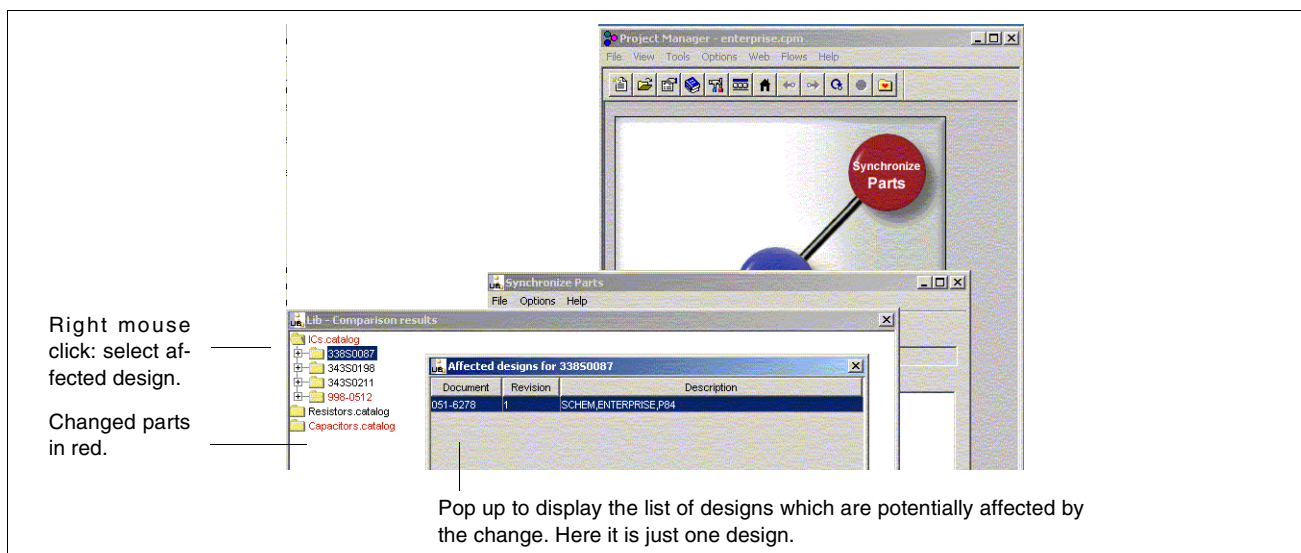 Project Manager - enterprise.cpm
File View Tools Options Web Flows Help
Synchronize
Parts
Synchronize Parts
File Options Help
Lib - Comparison results
ICs.catalog
338S0087
343S0198
343S0211
998-0512
Resistors.catalog
Capacitors.catalog
Affected designs for 338S0087
Document Revision Description
051-6278 1 SCHEM,ENTERPRISE,P84
Right mouse
click: select af-
fected design.
Changed parts
in red.
Pop up to display the list of designs which are potentially affected by
the change. Here it is just one design.